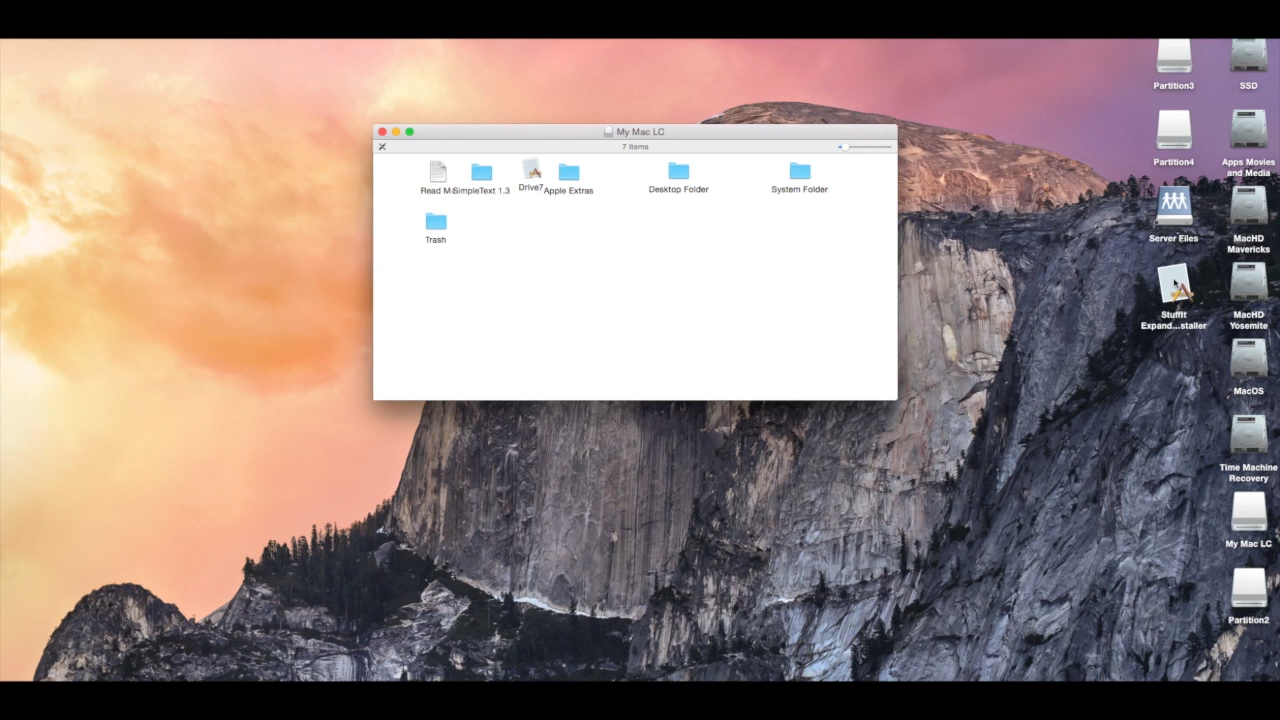 My Mac LC
7 items
Read M
SimpleText 1.3
Drive7
Apple Extras
Desktop Folder
System Folder
Trash
Partition3
SSD
Partition4
Apps Movies
and Media
Server Files
MacHD
Mavericks
StuffIt
Expand...staller
MacHD
Yosemite
MacOS
Time Machine
Recovery
My Mac LC
Partition2